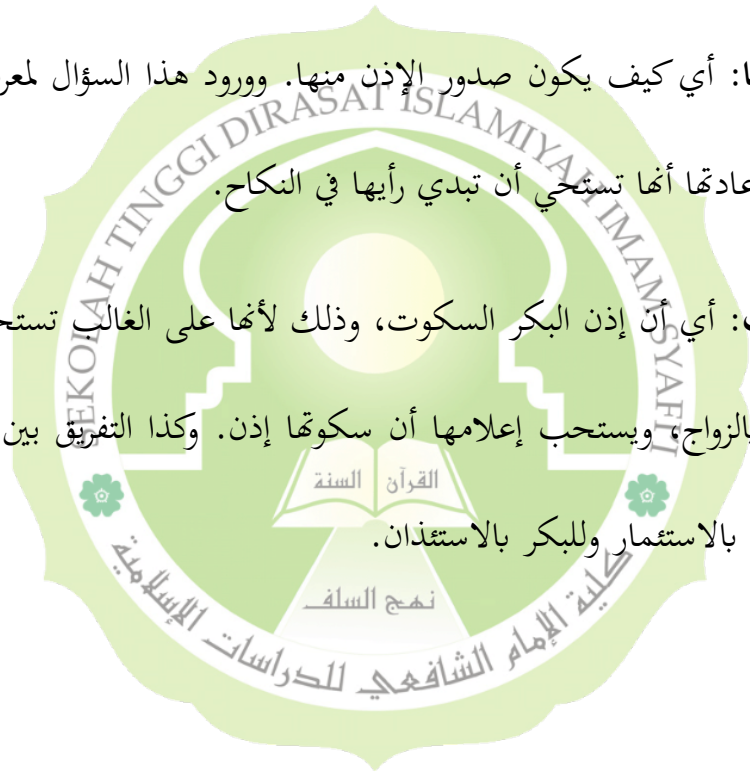 ا: أي كيف يكون صدور الإذن منها. وورود هذا السؤال لمعر
عادتها أنها تستحي أن تبدي رأيها في النكاح.
: أي أن إذن البكر السكوت، وذلك لأنها على الغالب تستح
بالزواج، ويستحب إعلامها أن سكوتها إذن. وكذا التفريق بين
بالاستئمار وللبكر بالاستئذان.
SEKOLAH TINGGI DIRASAT ISLAMIYAH IMAM SYAFI'I
القرآن السنة
نهج السلف
كلية الإمام الشافعي للدراسات الإسلامية